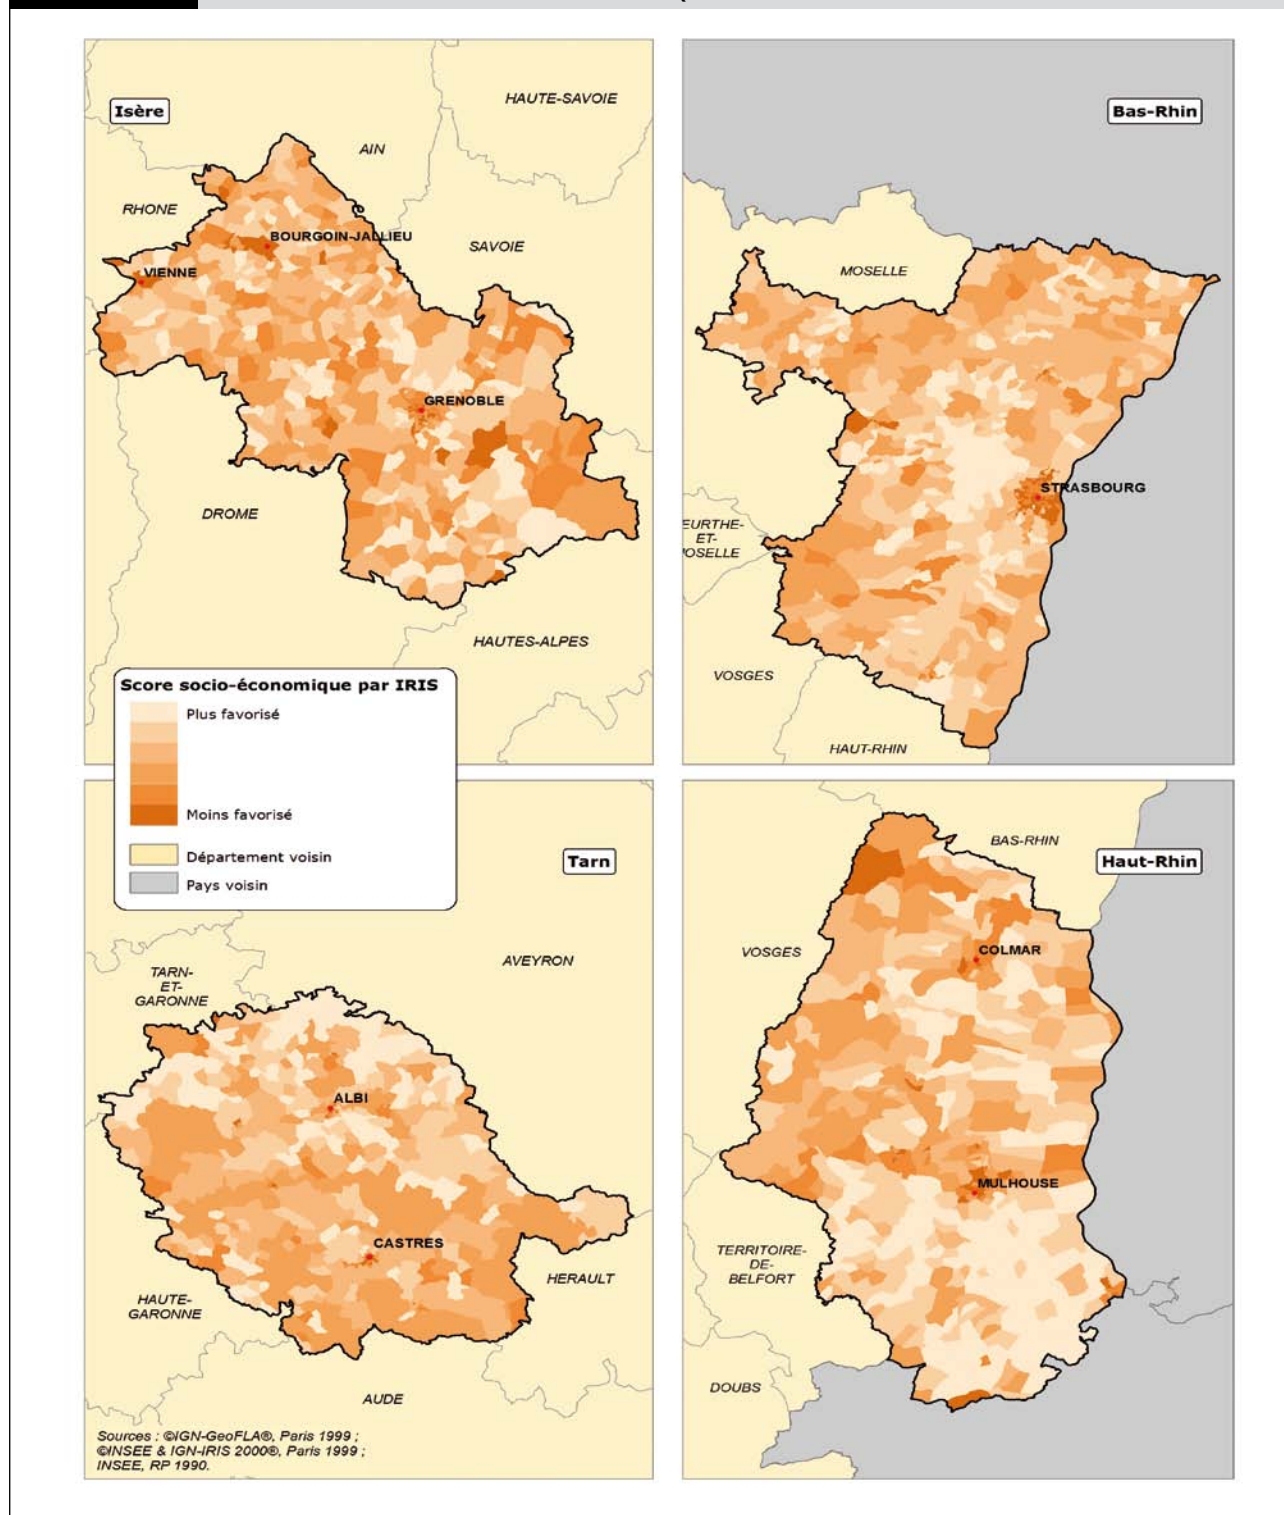 Isère
HAUTE-SAVOIE
AIN
RHONE
BOURGOIN-JALLIEU
SAVOIE
VIENNE
GRENOBLE
DROME
HAUTES-ALPES
Bas-Rhin
MOSELLE
STRASBOURG
EURTHE-
ET-
OSELLE
VOSGES
HAUT-RHIN
Score socio-économique par IRIS
Plus favorisé
Moins favorisé
Département voisin
Pays voisin
Tarn
AVEYRON
TARN-
ET-
GARONNE
ALBI
CASTRES
HERAULT
HAUTE-
GARONNE
AUDE
Sources : ©IGN-GeoFLA®, Paris 1999 ;
©INSEE & IGN-IRIS 2000®, Paris 1999 ;
INSEE, RP 1990.
Haut-Rhin
BAS-RHIN
VOSGES
COLMAR
MULHOUSE
TERRITOIRE-
DE-
BELFORT
DOUBS